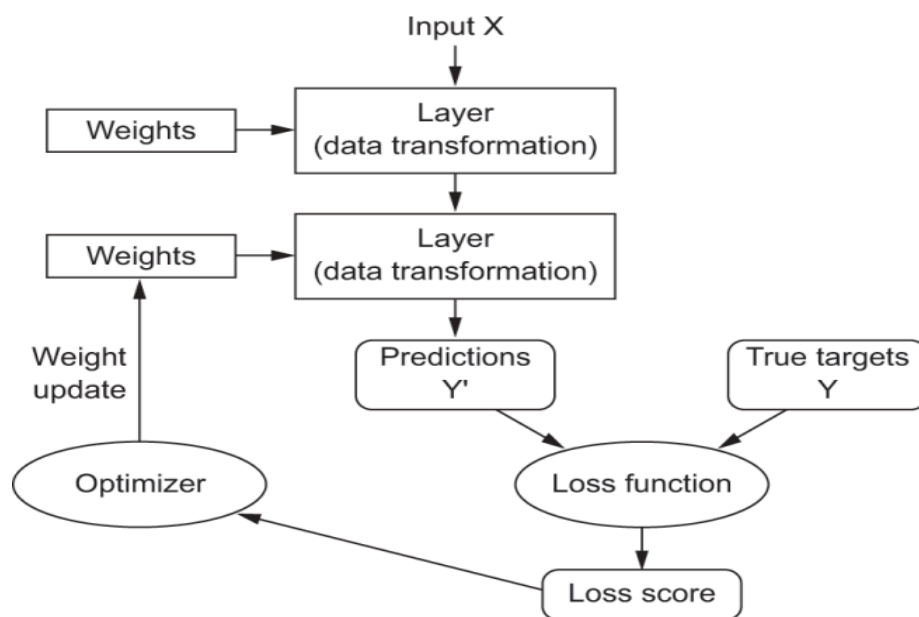 Input X
Weights
Layer
(data transformation)
Weights
Layer
(data transformation)
Weight
update
Predictions
Y'
True targets
Y
Optimizer
Loss function
Loss score